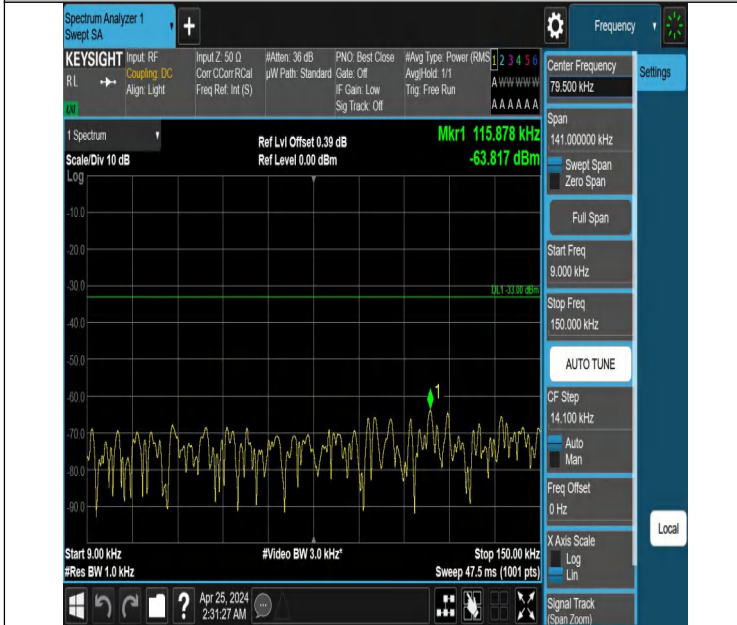 Spectrum Analyzer 1
Swept SA
Frequency
KEYSIGHT
RL
Input: RF
Coupling: DC
Align: Light
Input Z: 50 Ω
Corr CCorr RCal
Freq Ref: Int (S)
#Atten: 36 dB
µW Path: Standard
PNO: Best Close
Gate: Off
IF Gain: Low
Sig Track: Off
#Avg Type: Power (RMS
Avg|Hold: 1/1
Trig: Free Run
1 2 3 4 5 6
A W W W W W
A A A A A A
1 Spectrum
Scale/Div 10 dB
Ref Lvl Offset 0.39 dB
Ref Level 0.00 dBm
Mkr1 115.878 kHz
-63.817 dBm
Log
-10.0
-20.0
-30.0
DL1 -33.00 dBm
-40.0
-50.0
-60.0
1
-70.0
-80.0
-90.0
Start 9.00 kHz
#Video BW 3.0 kHz*
Stop 150.00 kHz
#Res BW 1.0 kHz
Sweep 47.5 ms (1001 pts)
Center Frequency
79.500 kHz
Settings
Span
141.000000 kHz
Swept Span
Zero Span
Full Span
Start Freq
9.000 kHz
Stop Freq
150.000 kHz
AUTO TUNE
CF Step
14.100 kHz
Auto
Man
Freq Offset
0 Hz
X Axis Scale
Log
Lin
Local
Signal Track
(Span Zoom)
?
Apr 25, 2024
2:31:27 AM